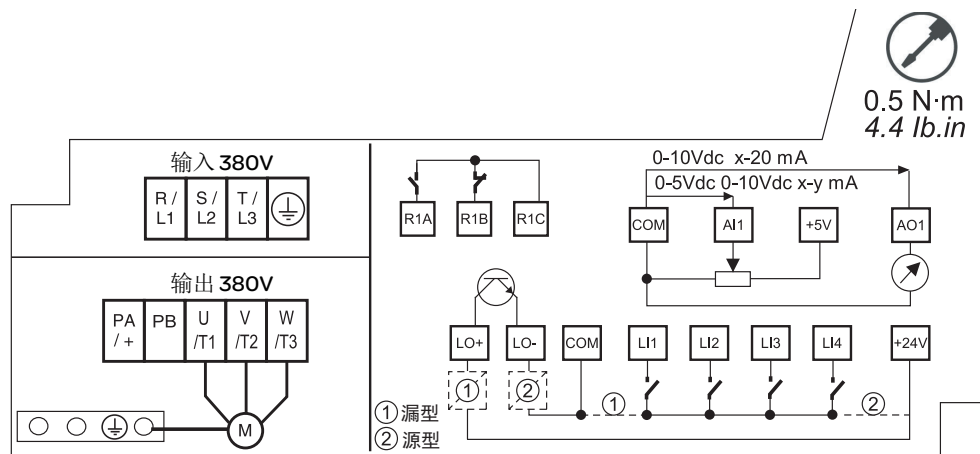 0.5 N·m
4.4 lb.in
输入 380V
R / L1
S / L2
T / L3
输出 380V
PA / +
PB
U /T1
V /T2
W /T3
M
R1A
R1B
R1C
0-10Vdc x-20 mA
0-5Vdc 0-10Vdc x-y mA
COM
AI1
+5V
AO1
LO+
LO-
COM
LI1
LI2
LI3
LI4
+24V
①
②
①
②
① 漏型
② 源型